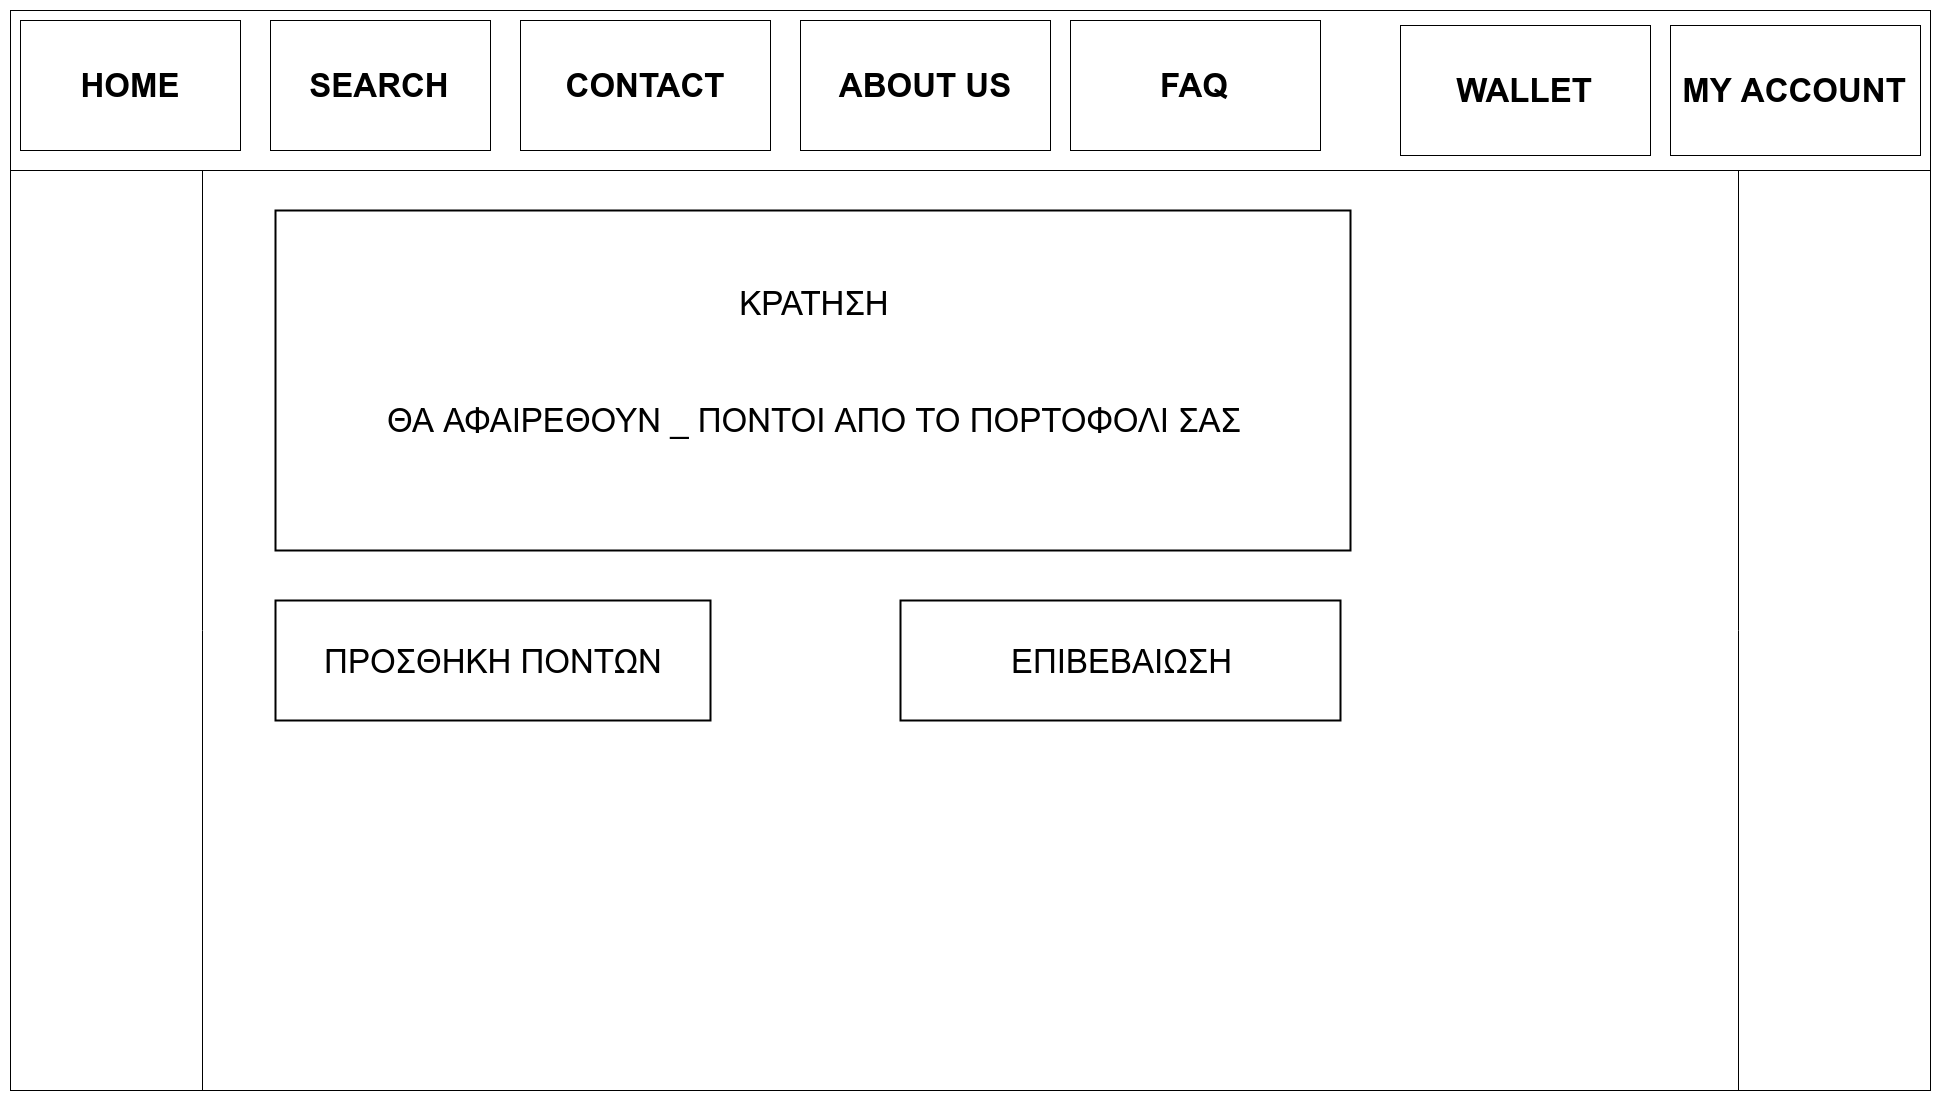 HOME
SEARCH
CONTACT
ABOUT US
FAQ
WALLET
MY ACCOUNT
ΚΡΑΤΗΣΗ
ΘΑ ΑΦΑΙΡΕΘΟΥΝ _ ΠΟΝΤΟΙ ΑΠΟ ΤΟ ΠΟΡΤΟΦΟΛΙ ΣΑΣ
ΠΡΟΣΘΗΚΗ ΠΟΝΤΩΝ
ΕΠΙΒΕΒΑΙΩΣΗ